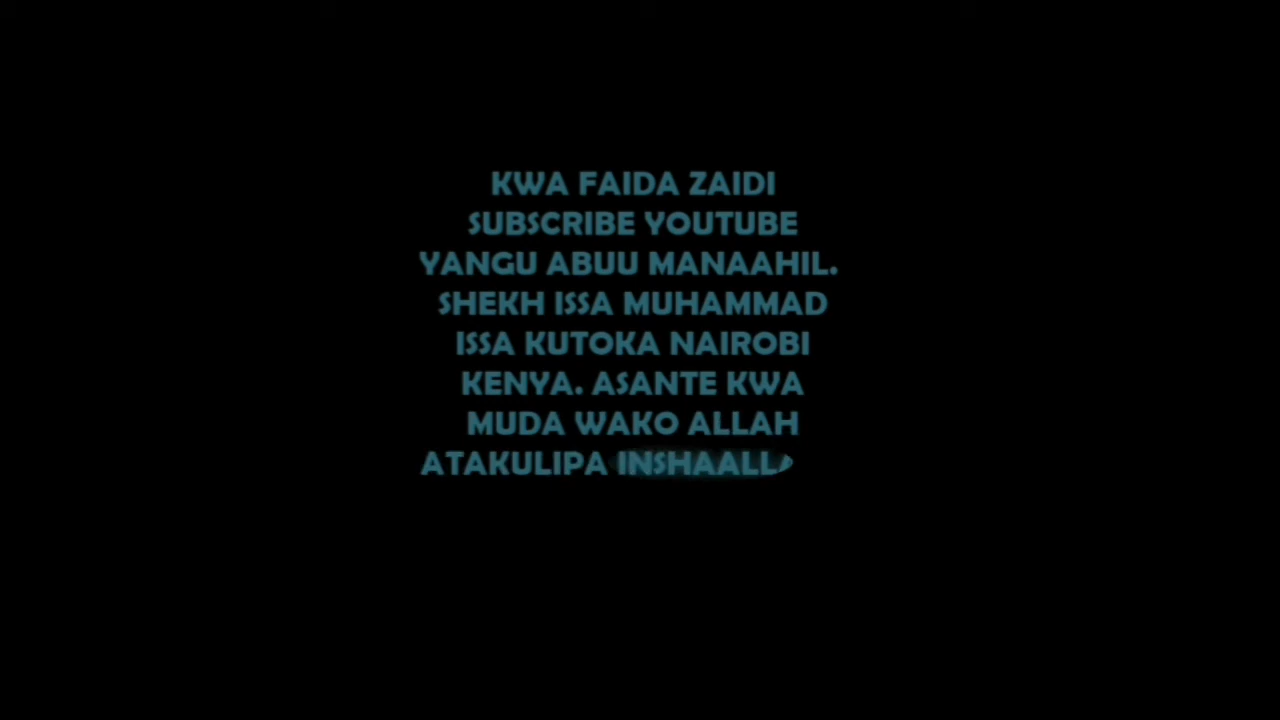 KWA FAIDA ZAIDI
SUBSCRIBE YOUTUBE
YANGU ABUU MANAAHIL.
SHEKH ISSA MUHAMMAD
ISSA KUTOKA NAIROBI
KENYA. ASANTE KWA
MUDA WAKO ALLAH
ATAKULIPA